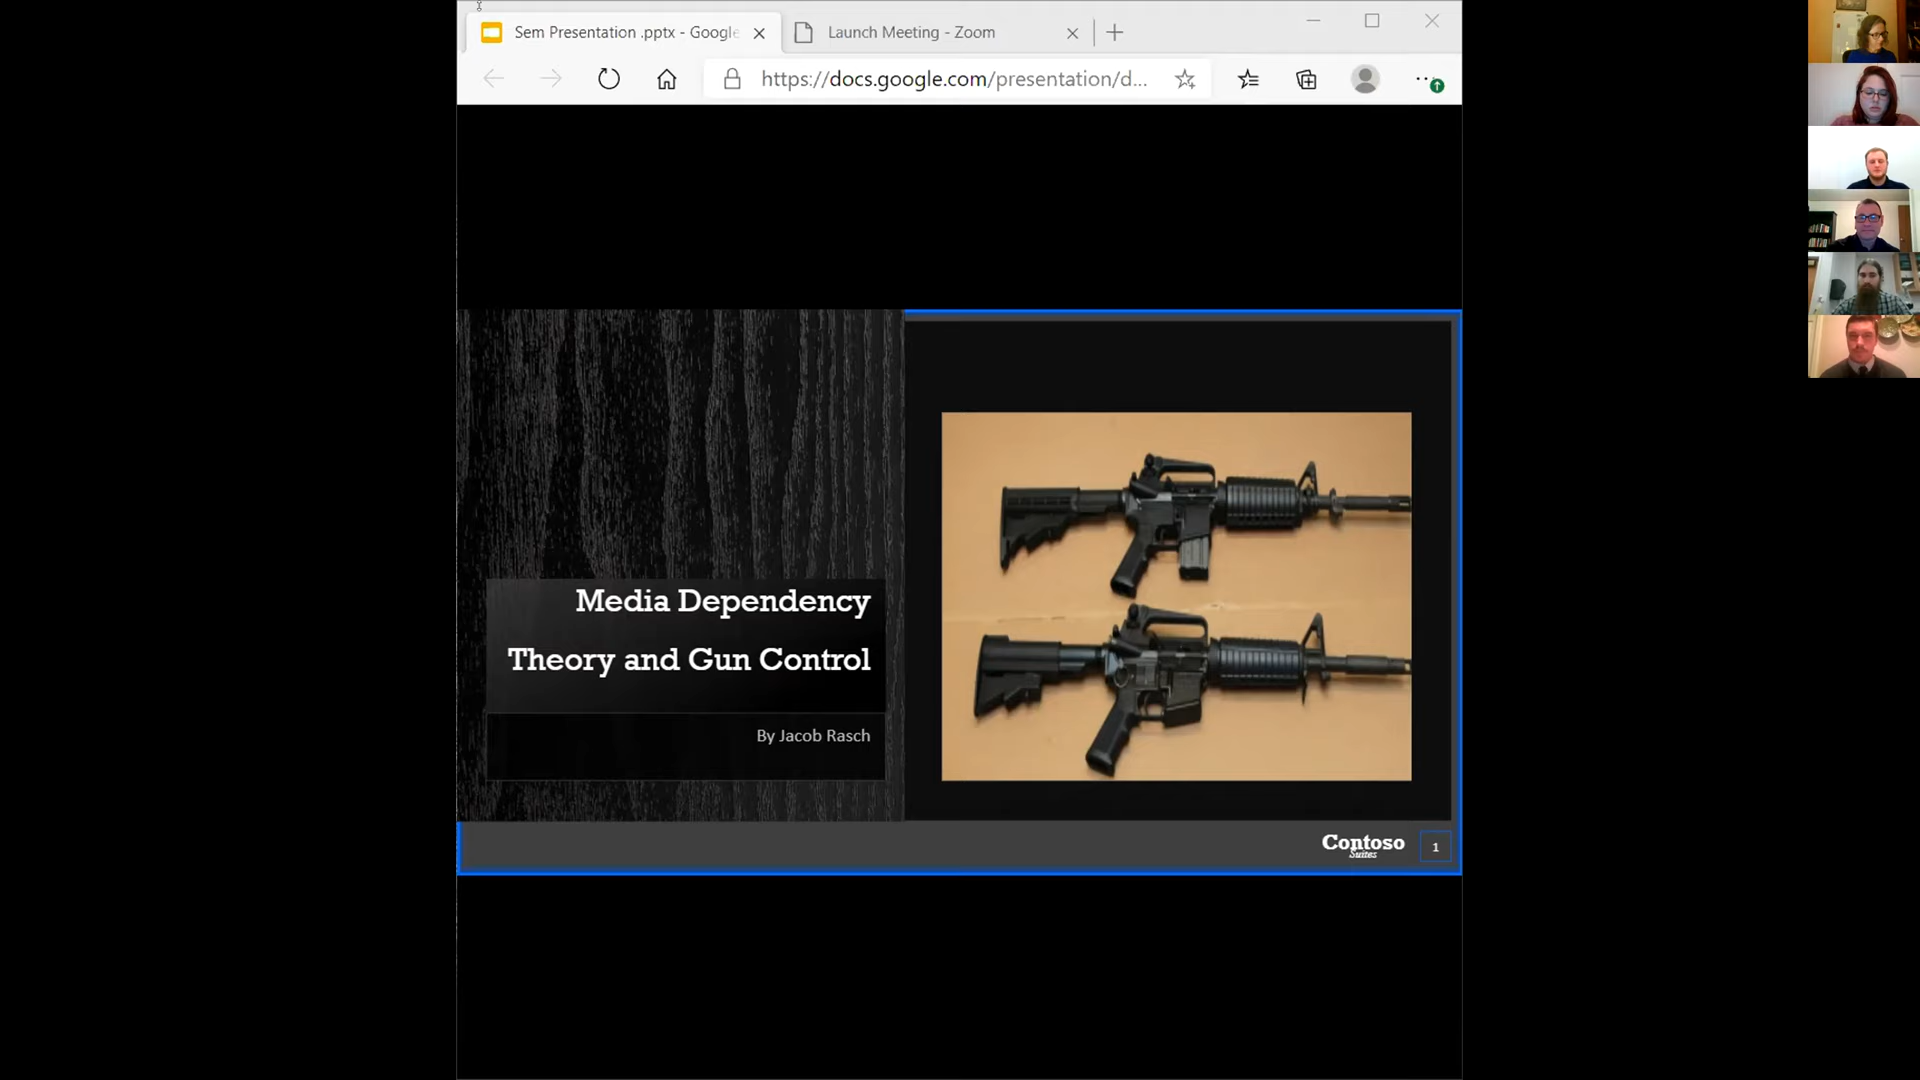 Sem Presentation .pptx - Google
Launch Meeting - Zoom
https://docs.google.com/presentation/d...
Media Dependency
Theory and Gun Control
By Jacob Rasch
Contoso
Suites
1